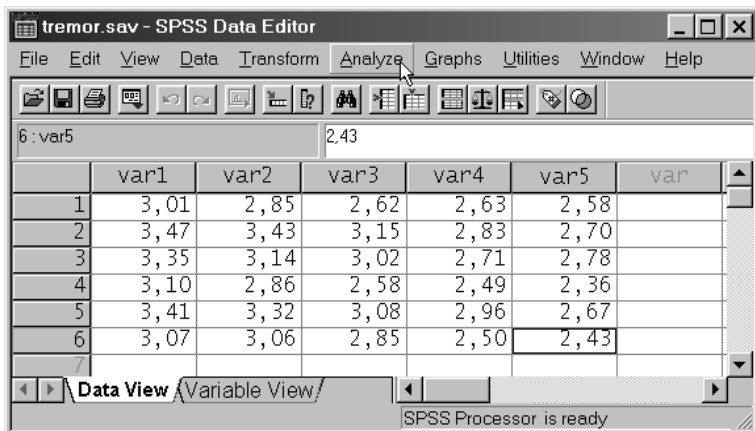 tremor.sav - SPSS Data Editor
File Edit View Data Transform Analyze Graphs Utilities Window Help
6 : var5 2,43
var1 var2 var3 var4 var5 var
1 3,01 2,85 2,62 2,63 2,58
2 3,47 3,43 3,15 2,83 2,70
3 3,35 3,14 3,02 2,71 2,78
4 3,10 2,86 2,58 2,49 2,36
5 3,41 3,32 3,08 2,96 2,67
6 3,07 3,06 2,85 2,50 2,43
7
Data View Variable View
SPSS Processor is ready